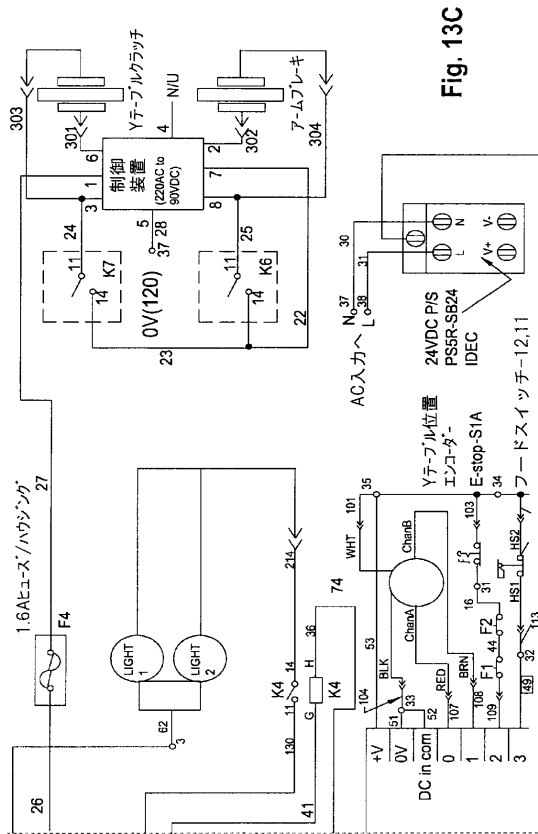 303
301
Yテーブルクラッチ
4
N/U
302
アームブレーキ
304
6
1
3
制御
装置
(220AC to
90VDC)
2
7
8
5
28
37
24
25
11
K7
14
0V(120)
11
K6
14
23
22
Fig. 13C
1.6Aヒューズ/ハウジング
F4
27
26
LIGHT
1
LIGHT
2
62
3
214
14
K4
11
130
74
36
H
K4
G
41
AC入力へ
N
37
30
L
38
31
N
L
V-
V+
24VDC P/S
PS5R-SB24
IDEC
Yテーブル位置
エンコーダー
E-stop-S1A
34
フードスイッチ-12,11
35
101
WHT
53
ChanB
ChanA
BLK
104
33
51
52
RED
107
BRN
108
103
31
16
F2
44
F1
109
HS2
HS1
113
32
49
+V
0V
DC in com
0
1
2
3